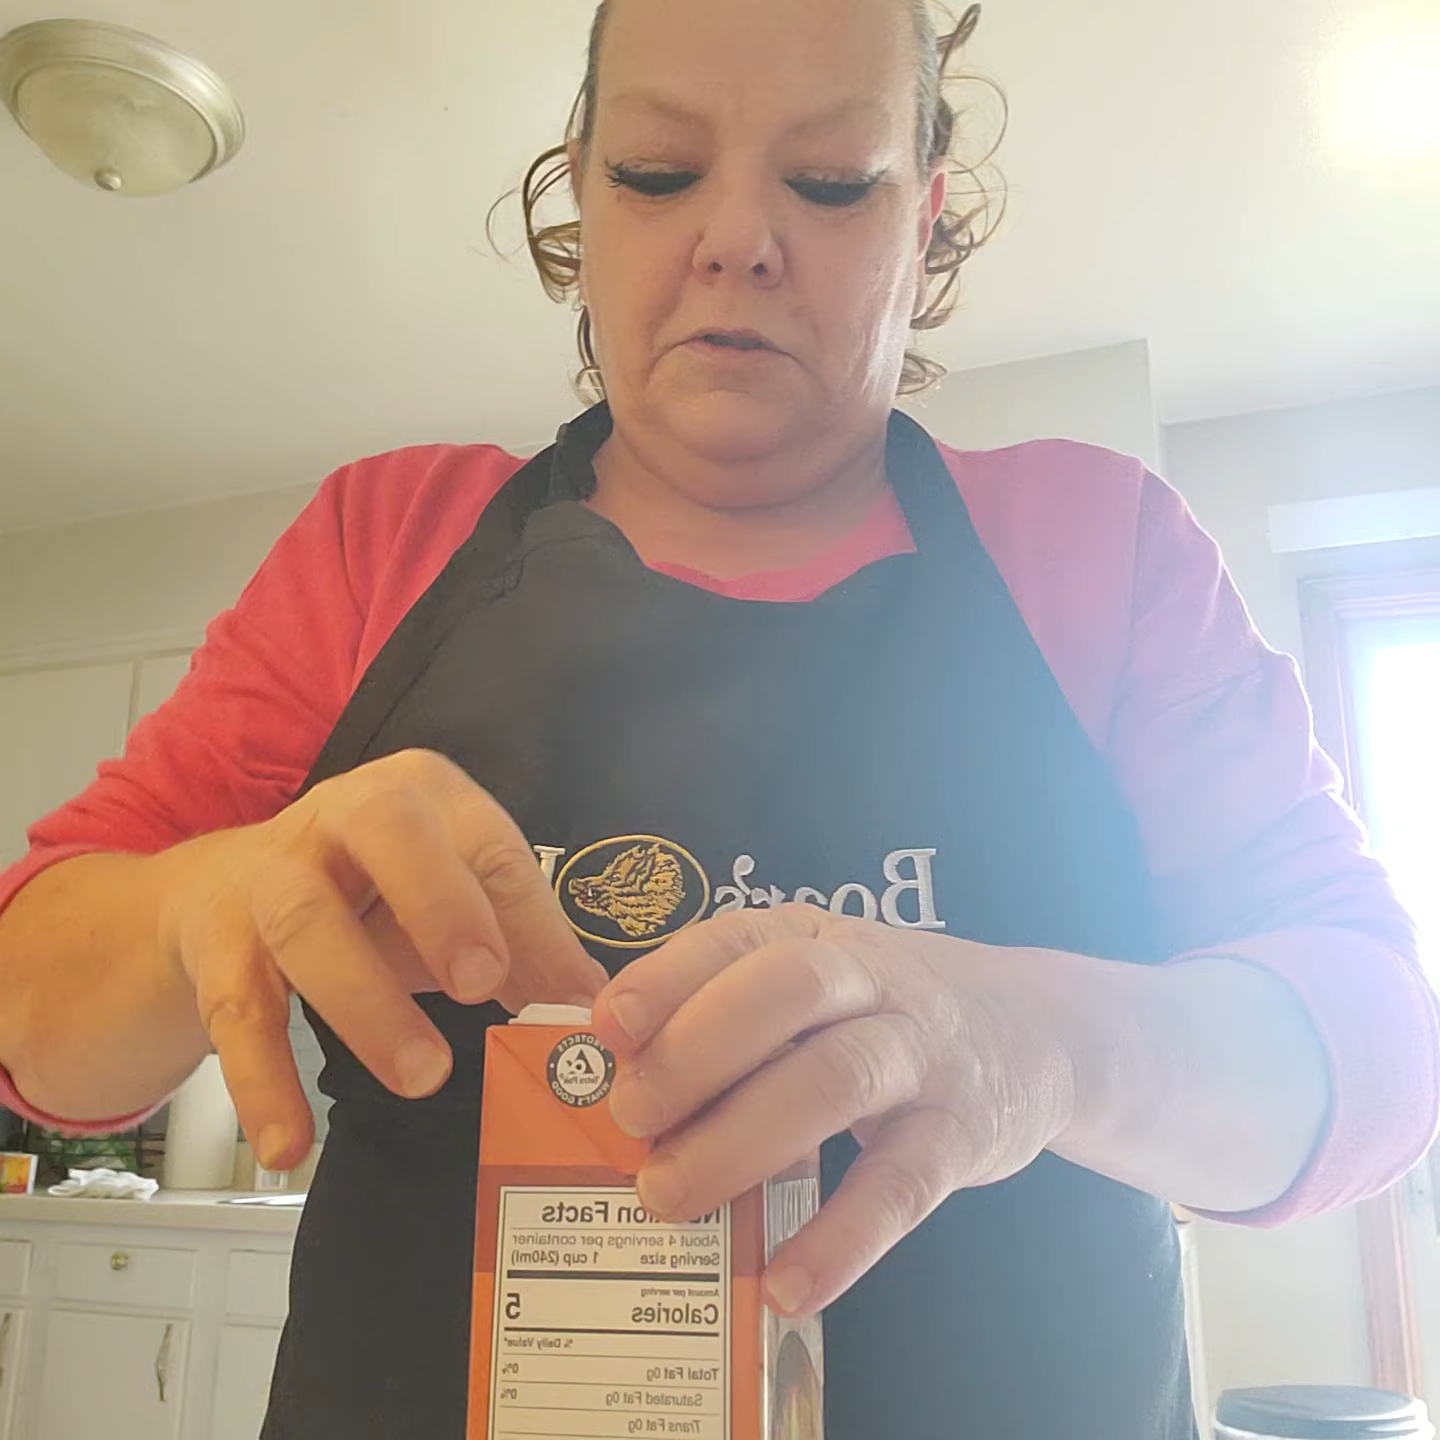 Boar's
PROTECTS
Tetra Pak®
WHAT'S GOOD
Nutrition Facts
About 4 servings per container
Serving size 1 cup (240ml)
Amount per serving
Calories 5
% Daily Value*
Total Fat 0g 0%
Saturated Fat 0g 0%
Trans Fat 0g